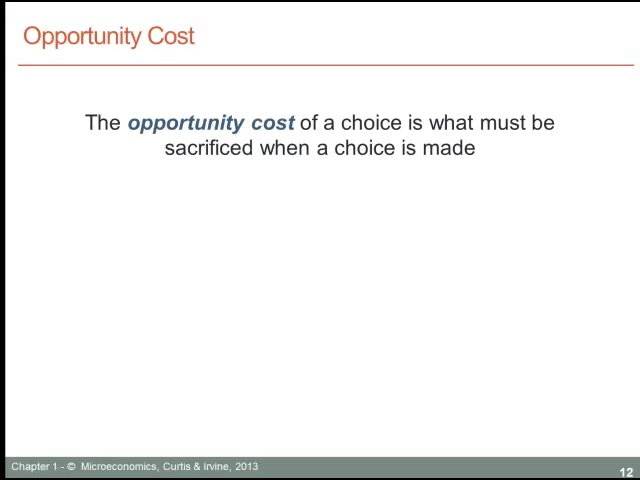 Opportunity Cost
The opportunity cost of a choice is what must be
sacrificed when a choice is made
Chapter 1 - © Microeconomics, Curtis & Irvine, 2013
12